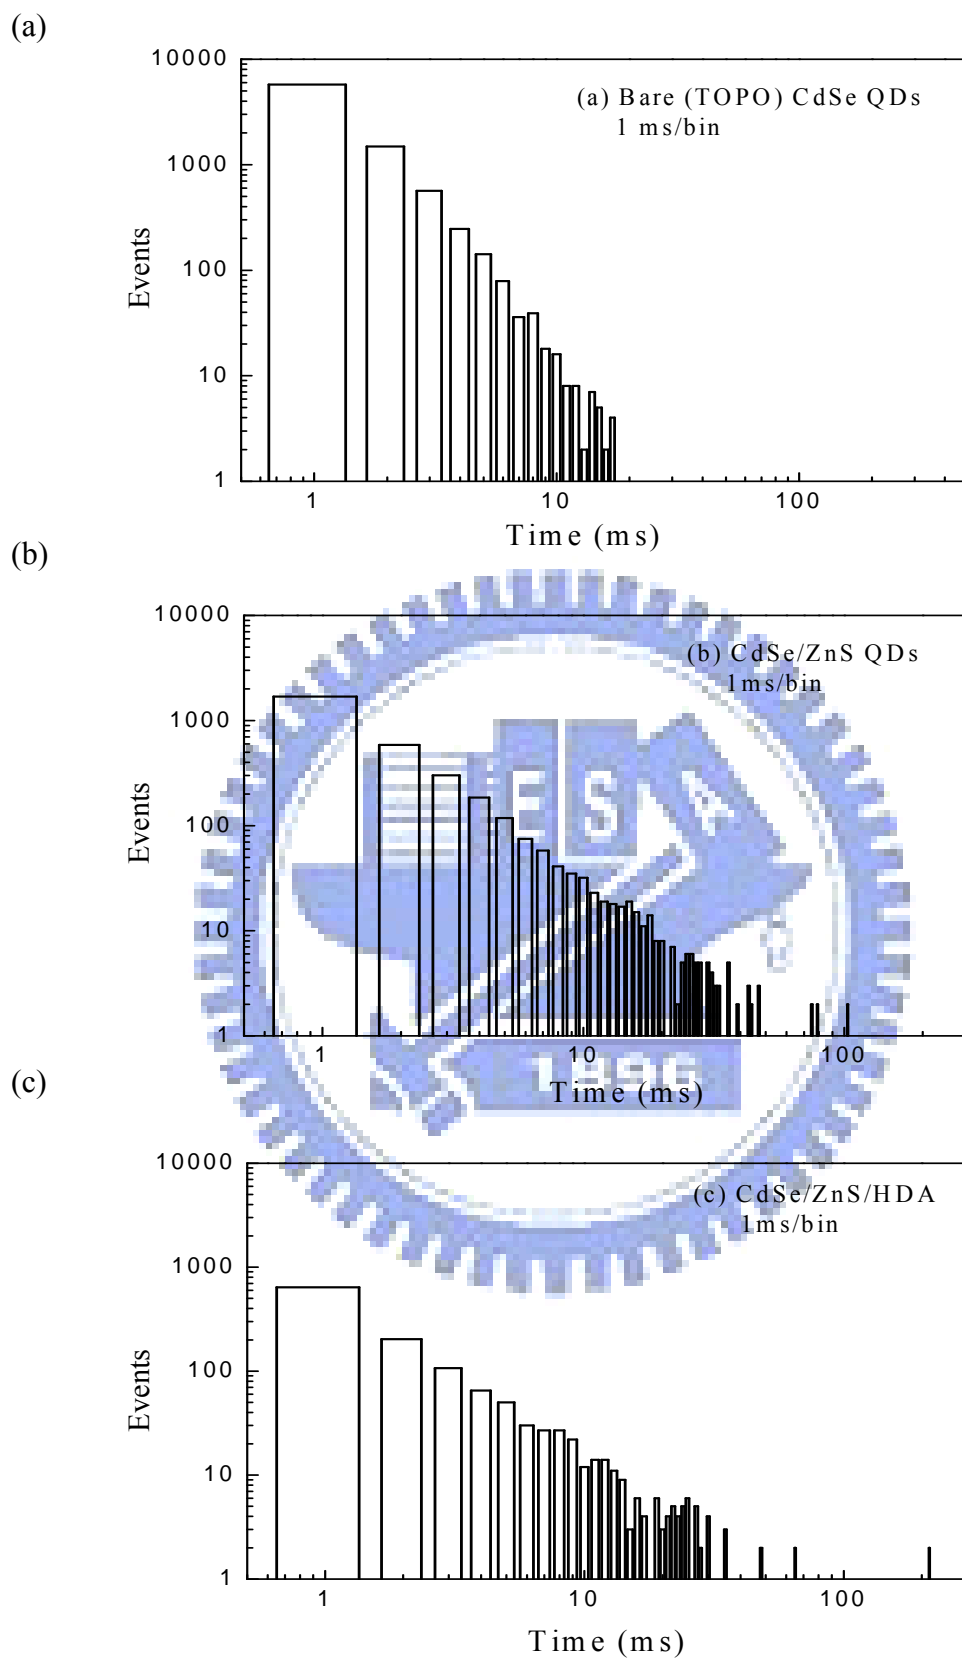 (a)
10000
(a) Bare (TOPO) CdSe QDs
1 ms/bin
1000
Events
100
10
1
1 10 100
Time (ms)
(b)
10000
(b) CdSe/ZnS QDs
1ms/bin
1000
E S A
Events
100
10
1
1 10 100
1896
Time (ms)
(c)
10000
(c) CdSe/ZnS/HDA
1ms/bin
1000
Events
100
10
1
1 10 100
Time (ms)